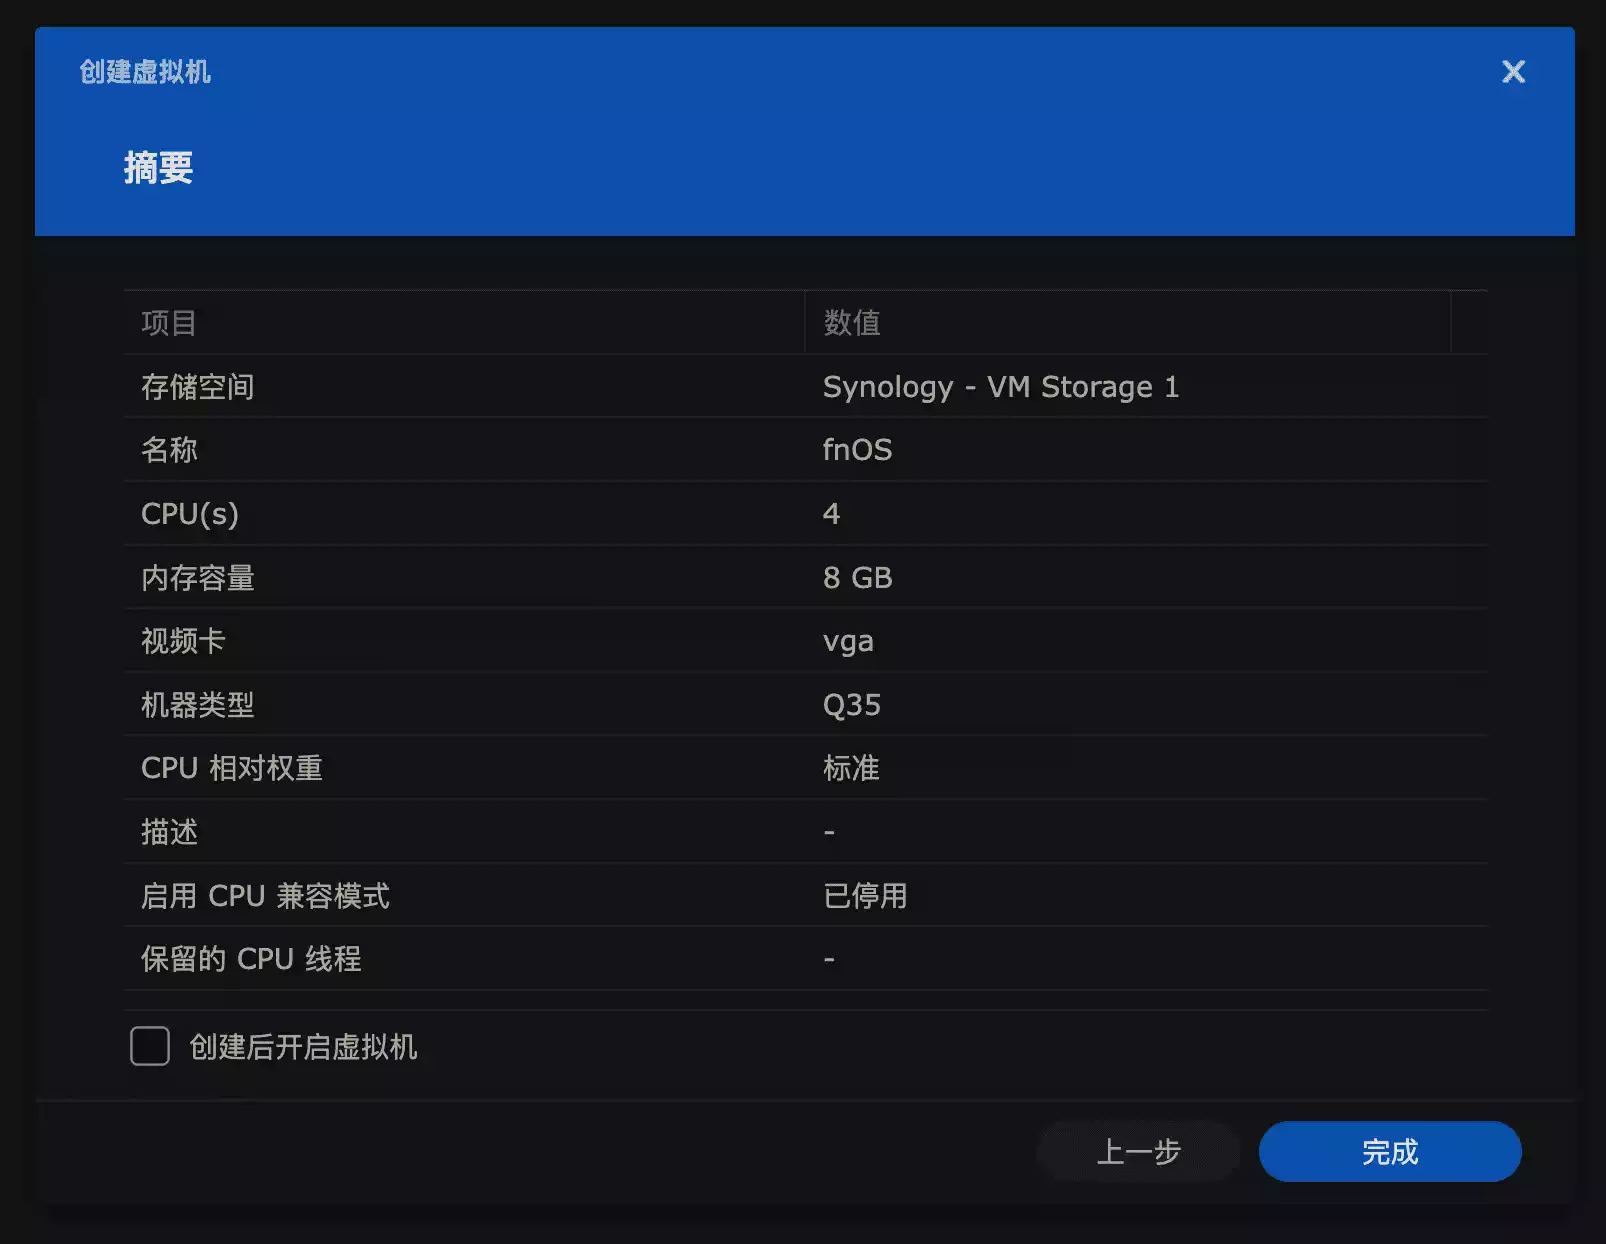 创建虚拟机
X
摘要
项目 数值
存储空间 Synology - VM Storage 1
名称 fnOS
CPU(s) 4
内存容量 8 GB
视频卡 vga
机器类型 Q35
CPU 相对权重 标准
描述 -
启用 CPU 兼容模式 已停用
保留的 CPU 线程 -
创建后开启虚拟机
上一步 完成